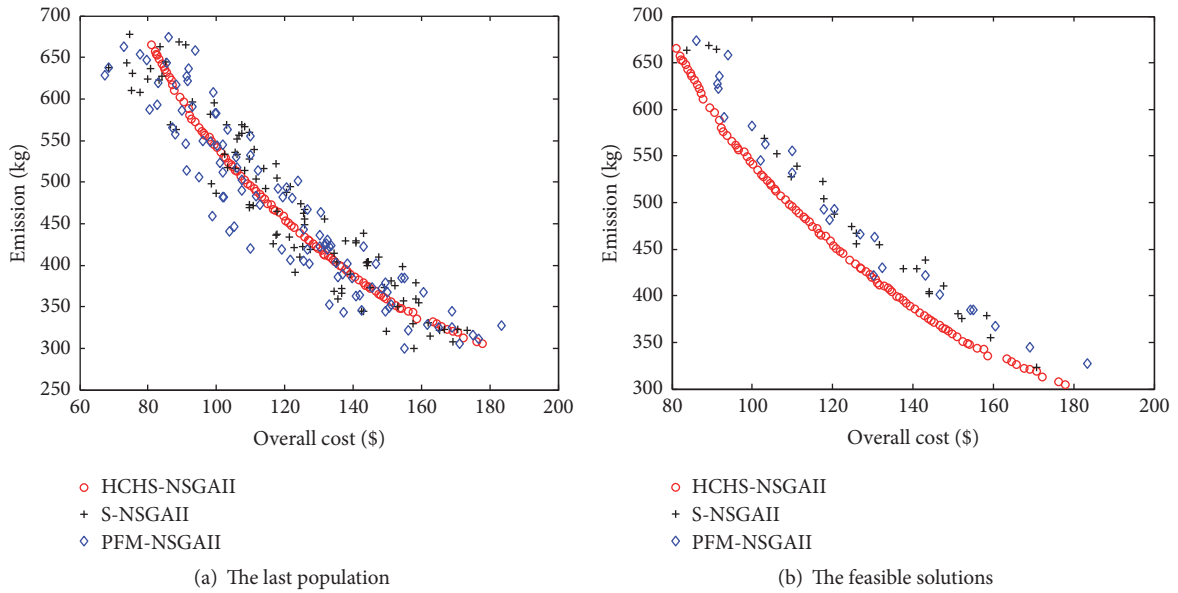 700
650
600
550
500
450
400
350
300
250
Emission (kg)
60 80 100 120 140 160 180 200
Overall cost ($)
HCHS-NSGAII
S-NSGAII
PFM-NSGAII
(a) The last population
700
650
600
550
500
450
400
350
300
Emission (kg)
80 100 120 140 160 180 200
Overall cost ($)
HCHS-NSGAII
S-NSGAII
PFM-NSGAII
(b) The feasible solutions